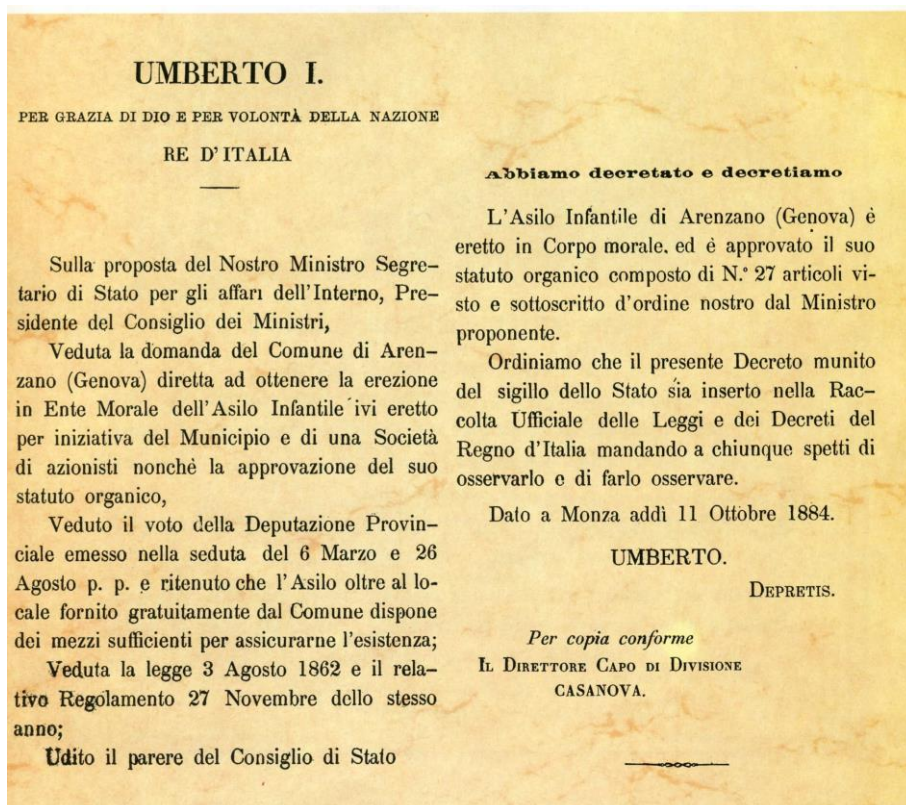 UMBERTO I.
PER GRAZIA DI DIO E PER VOLONTÀ DELLA NAZIONE
RE D'ITALIA
Sulla proposta del Nostro Ministro Segre-
tario di Stato per gli affari dell'Interno, Pre-
sidente del Consiglio dei Ministri,
Veduta la domanda del Comune di Aren-
zano (Genova) diretta ad ottenere la erezione
in Ente Morale dell'Asilo Infantile ivi eretto
per iniziativa del Municipio e di una Società
di azionisti nonchè la approvazione del suo
statuto organico,
Veduto il voto della Deputazione Provin-
ciale emesso nella seduta del 6 Marzo e 26
Agosto p. p. e ritenuto che l'Asilo oltre al lo-
cale fornito gratuitamente dal Comune dispone
dei mezzi sufficienti per assicurarne l'esistenza;
Veduta la legge 3 Agosto 1862 e il rela-
tivo Regolamento 27 Novembre dello stesso
anno;
Udito il parere del Consiglio di Stato
Abbiamo decretato e decretiamo
L'Asilo Infantile di Arenzano (Genova) è
eretto in Corpo morale, ed è approvato il suo
statuto organico composto di N.° 27 articoli vi-
sto e sottoscritto d'ordine nostro dal Ministro
proponente.
Ordiniamo che il presente Decreto munito
del sigillo dello Stato sia inserto nella Rac-
colta Ufficiale delle Leggi e dei Decreti del
Regno d'Italia mandando a chiunque spetti di
osservarlo e di farlo osservare.
Dato a Monza addì 11 Ottobre 1884.
UMBERTO.
DEPRETIS.
Per copia conforme
IL DIRETTORE CAPO DI DIVISIONE
CASANOVA.